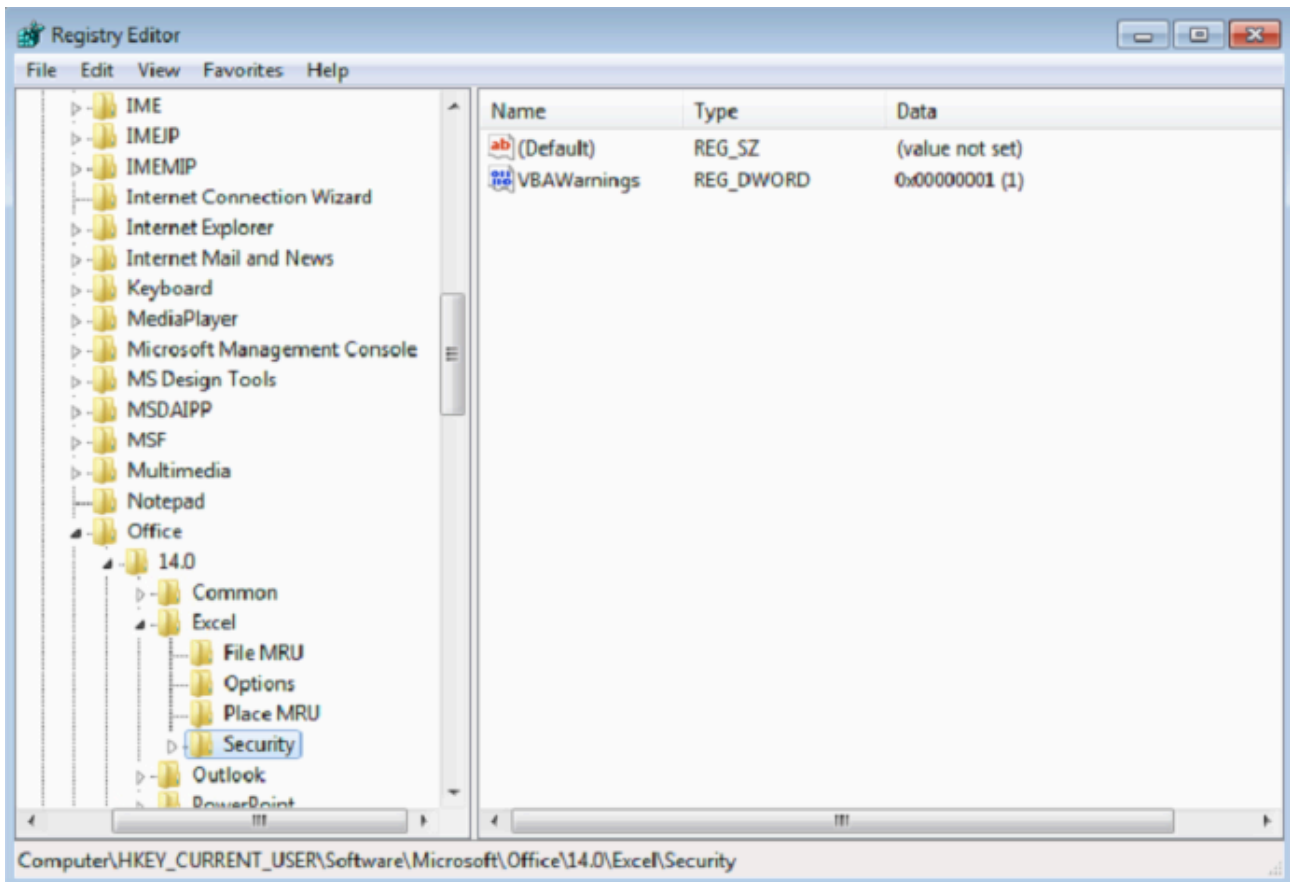 Registry Editor
File Edit View Favorites Help
IME
IMEJP
IMEMIP
Internet Connection Wizard
Internet Explorer
Internet Mail and News
Keyboard
MediaPlayer
Microsoft Management Console
MS Design Tools
MSDAIPP
MSF
Multimedia
Notepad
Office
14.0
Common
Excel
File MRU
Options
Place MRU
Security
Outlook
PowerPoint
Name Type Data
(Default) REG_SZ (value not set)
VBAWarnings REG_DWORD 0x00000001 (1)
Computer\HKEY_CURRENT_USER\Software\Microsoft\Office\14.0\Excel\Security